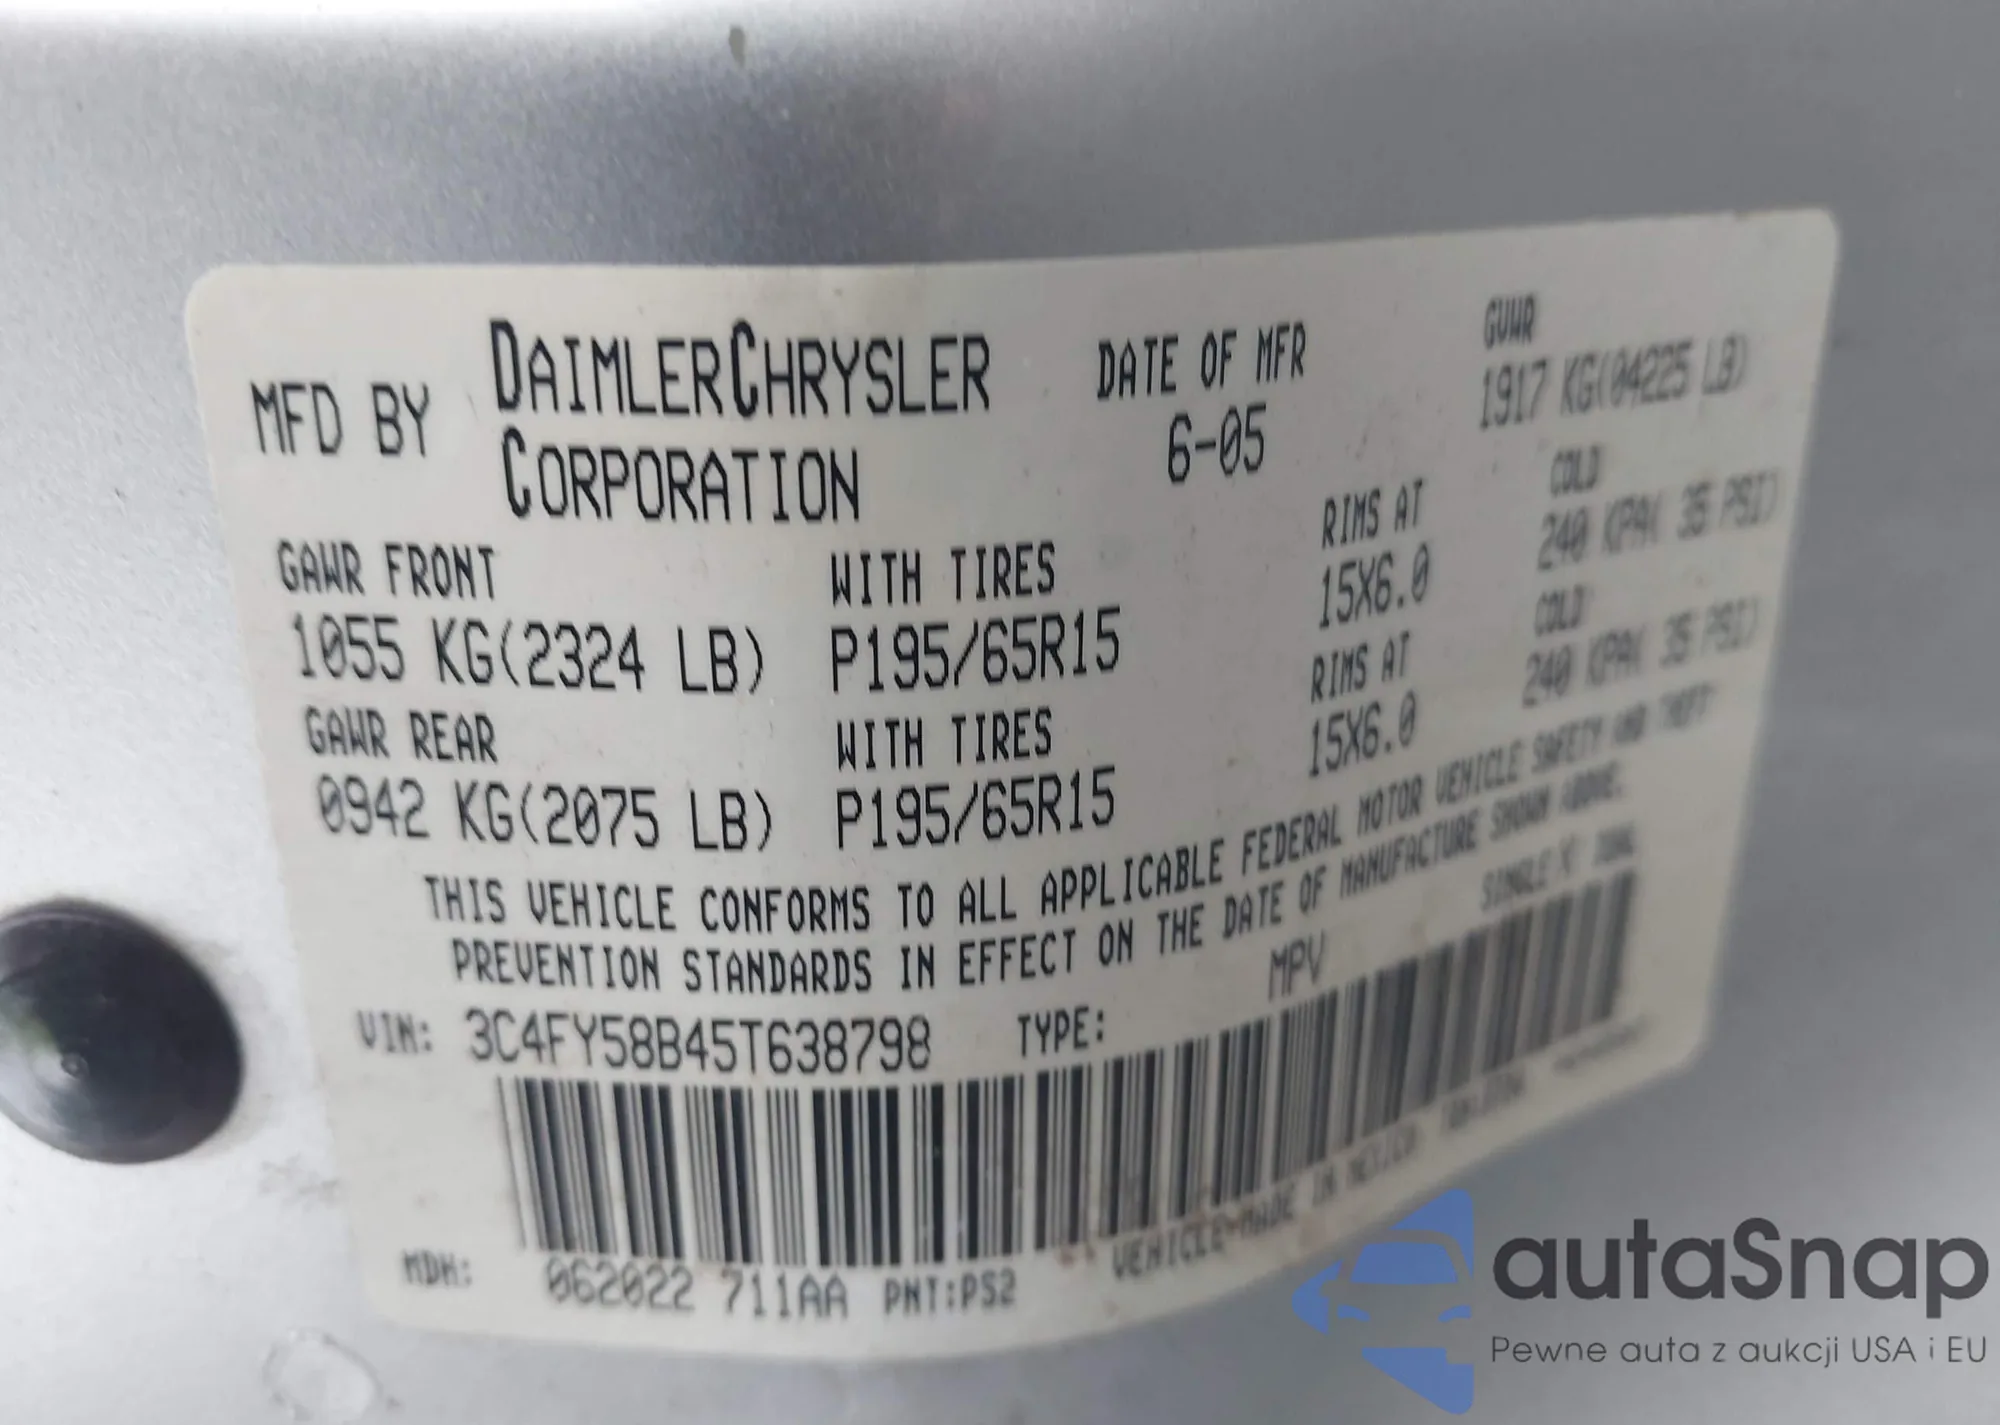 MFD BY DAIMLERCHRYSLER CORPORATION
DATE OF MFR 6-05
GVWR 1917 KG(04225 LB)
GAWR FRONT WITH TIRES RIMS AT COLD
1055 KG(2324 LB) P195/65R15 15X6.0 240 KPA( 35 PSI)
GAWR REAR WITH TIRES RIMS AT COLD
0942 KG(2075 LB) P195/65R15 15X6.0 240 KPA( 35 PSI)
THIS VEHICLE CONFORMS TO ALL APPLICABLE FEDERAL MOTOR VEHICLE SAFETY AND THEFT
PREVENTION STANDARDS IN EFFECT ON THE DATE OF MANUFACTURE SHOWN ABOVE.
VIN: 3C4FY58B45T638798 TYPE: MPV SINGLE X DUAL
MDH: 062022 711AA PNT:PS2 VEHICLE MADE IN MEXICO
autaSnap
Pewne auta z aukcji USA i EU